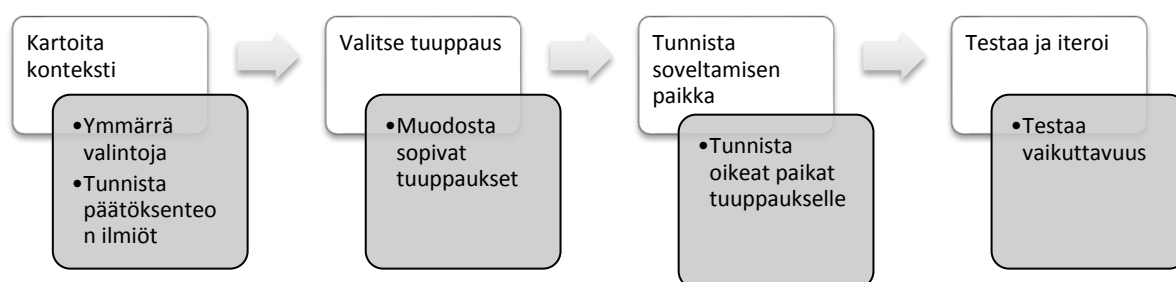 Kartoita
konteksti
•Ymmärrä
valintoja
•Tunnista
päätöksenteo
n ilmiöt
Valitse tuuppaus
•Muodosta
sopivat
tuuppaukset
Tunnista
soveltamisen
paikka
•Tunnista
oikeat paikat
tuuppaukselle
Testaa ja iteroi
•Testaa
vaikuttavuus